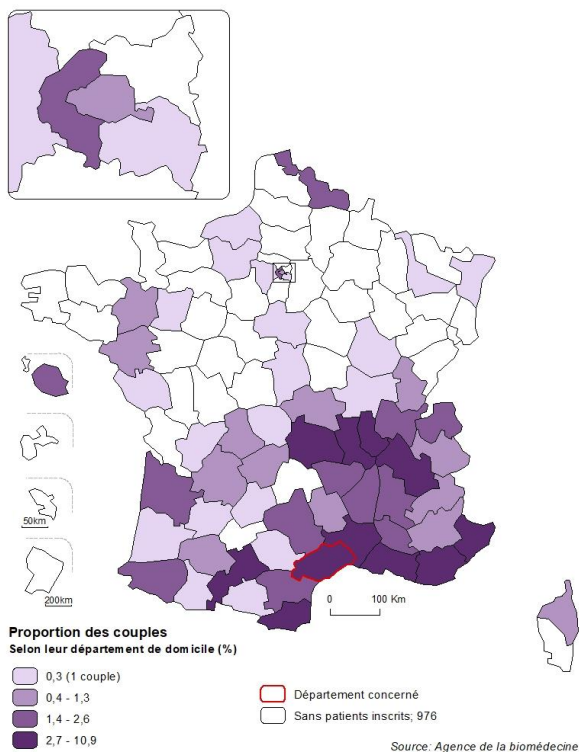 50km
200km
0 100 Km
Proportion des couples
Selon leur département de domicile (%)
0,3 (1 couple)
0,4 - 1,3
1,4 - 2,6
2,7 - 10,9
Département concerné
Sans patients inscrits; 976
Source: Agence de la biomédecine